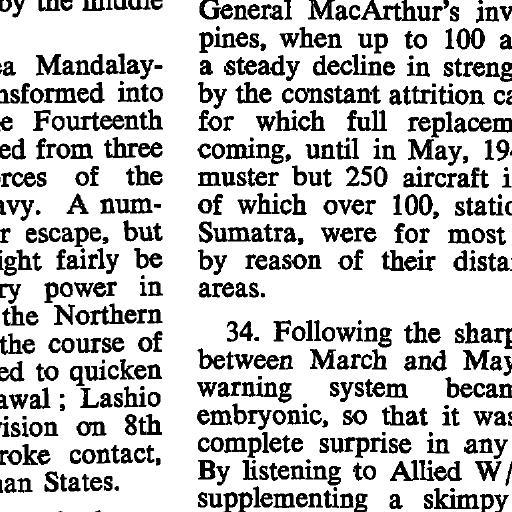 by the middle
ea Mandalay-
nsformed into
e Fourteenth
ed from three
rces of the
avy. A num-
r escape, but
ight fairly be
ry power in
the Northern
the course of
ed to quicken
awal ; Lashio
vision on 8th
roke contact,
han States.
General MacArthur's inv
pines, when up to 100 a
a steady decline in streng
by the constant attrition ca
for which full replacem
coming, until in May, 194
muster but 250 aircraft i
of which over 100, static
Sumatra, were for most
by reason of their dista
areas.
34. Following the sharp
between March and May
warning system becam
embryonic, so that it was
complete surprise in any
By listening to Allied W/
supplementing a skimpy